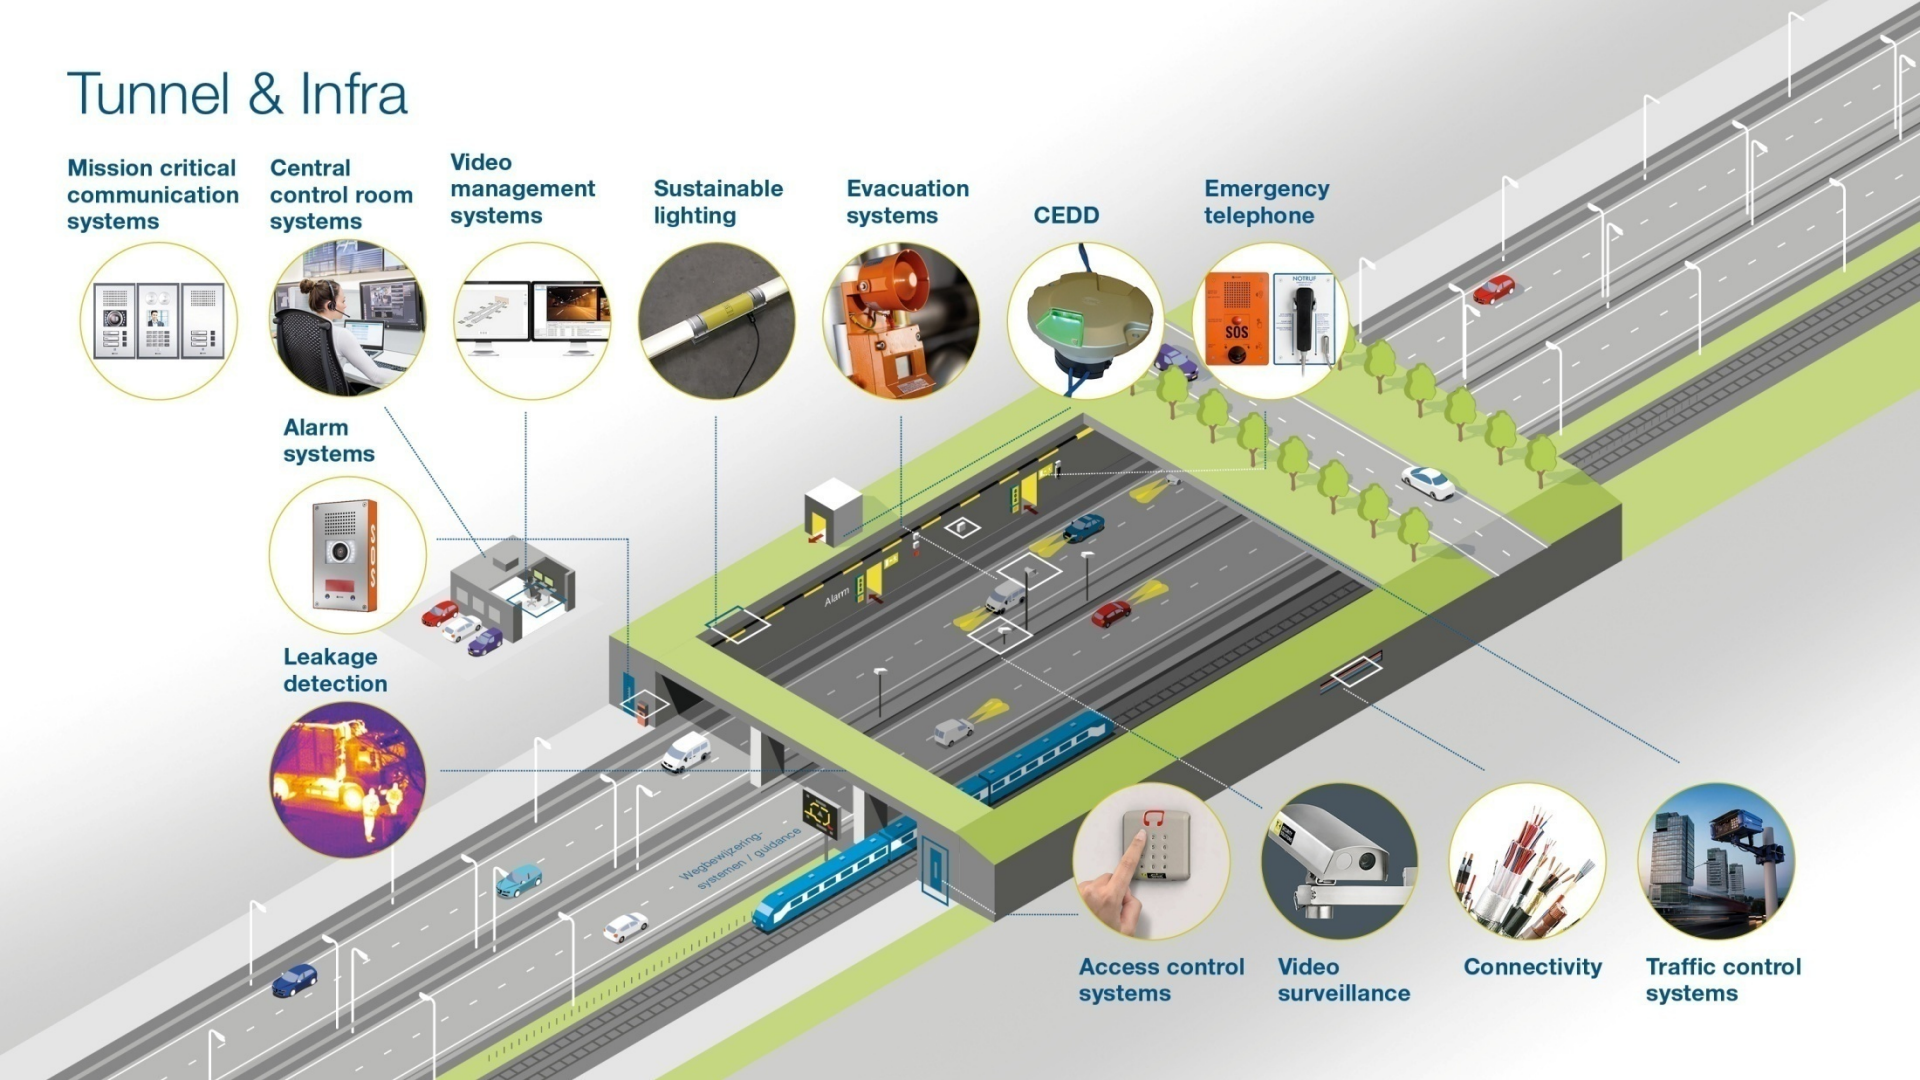 Tunnel & Infra
Mission critical
communication
systems
Central
control room
systems
Video
management
systems
Sustainable
lighting
Evacuation
systems
CEDD
Emergency
telephone
NOTRUF
SOS
Alarm
systems
SOS
Alarm
Leakage
detection
Wegbewijzering-
systemen / guidance
Access control
systems
Video
surveillance
Connectivity
Traffic control
systems